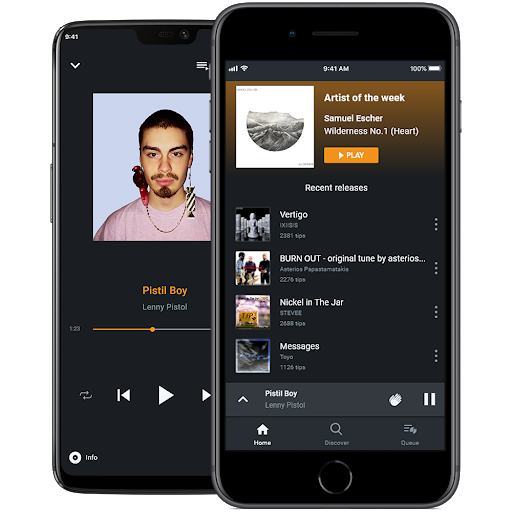 9:41
Pistil Boy
Lenny Pistol
1:23
Info
9:41 AM
100%
Artist of the week
Samuel Escher
Wilderness No.1 (Heart)
PLAY
Recent releases
Vertigo
IXIISIS
2381 tips
BURN OUT - original tune by asterios...
Asterios Papastamatakis
2276 tips
Nickel in The Jar
STEVEE
2688 tips
Messages
Toyo
1126 tips
Pistil Boy
Lenny Pistol
Home
Discover
Queue